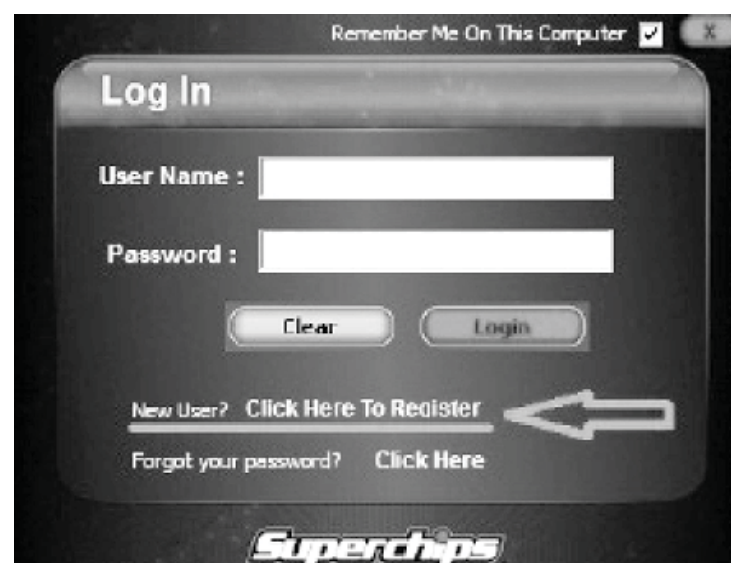 Remember Me On This Computer
X
Log In
User Name :
Password :
Clear Login
New User? Click Here To Register
Forgot your password? Click Here
Superchips